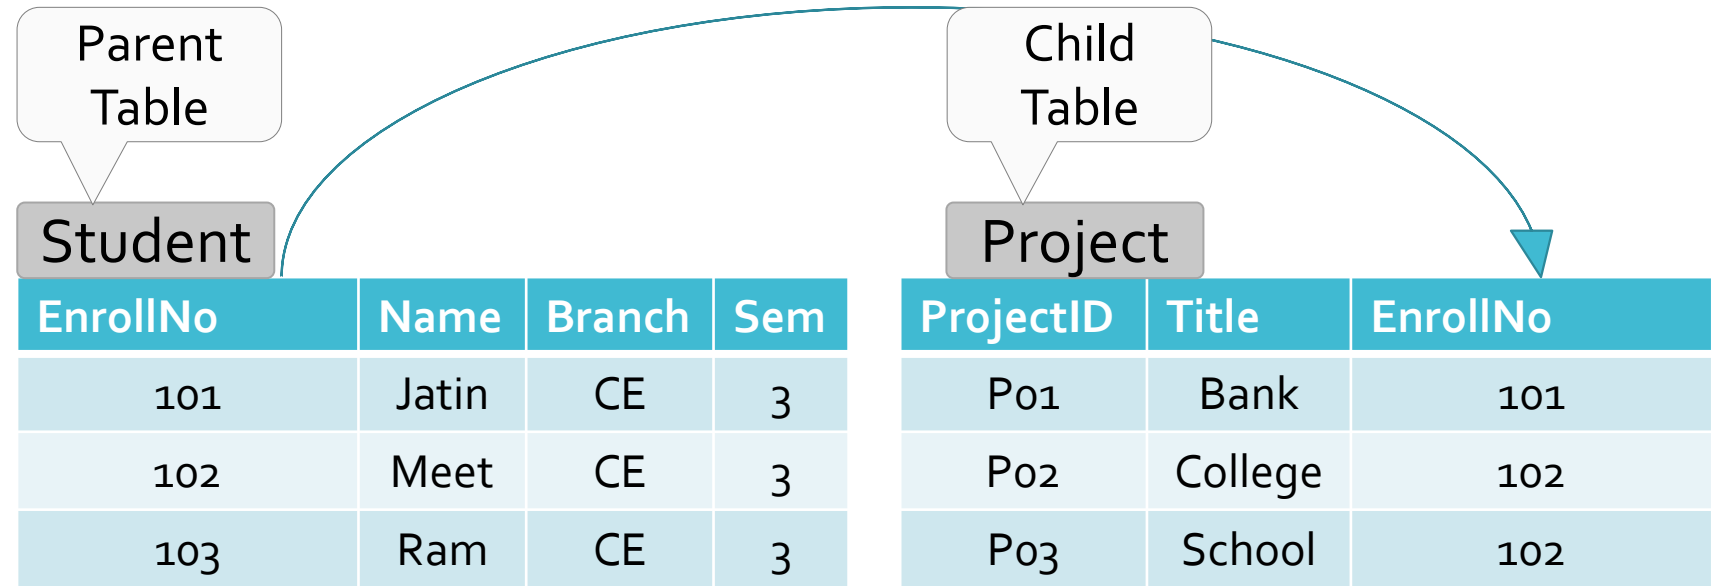 Parent
Table
Child
Table
Student
Project
EnrollNo Name Branch Sem
101 Jatin CE 3
102 Meet CE 3
103 Ram CE 3
ProjectID Title EnrollNo
P01 Bank 101
P02 College 102
P03 School 102